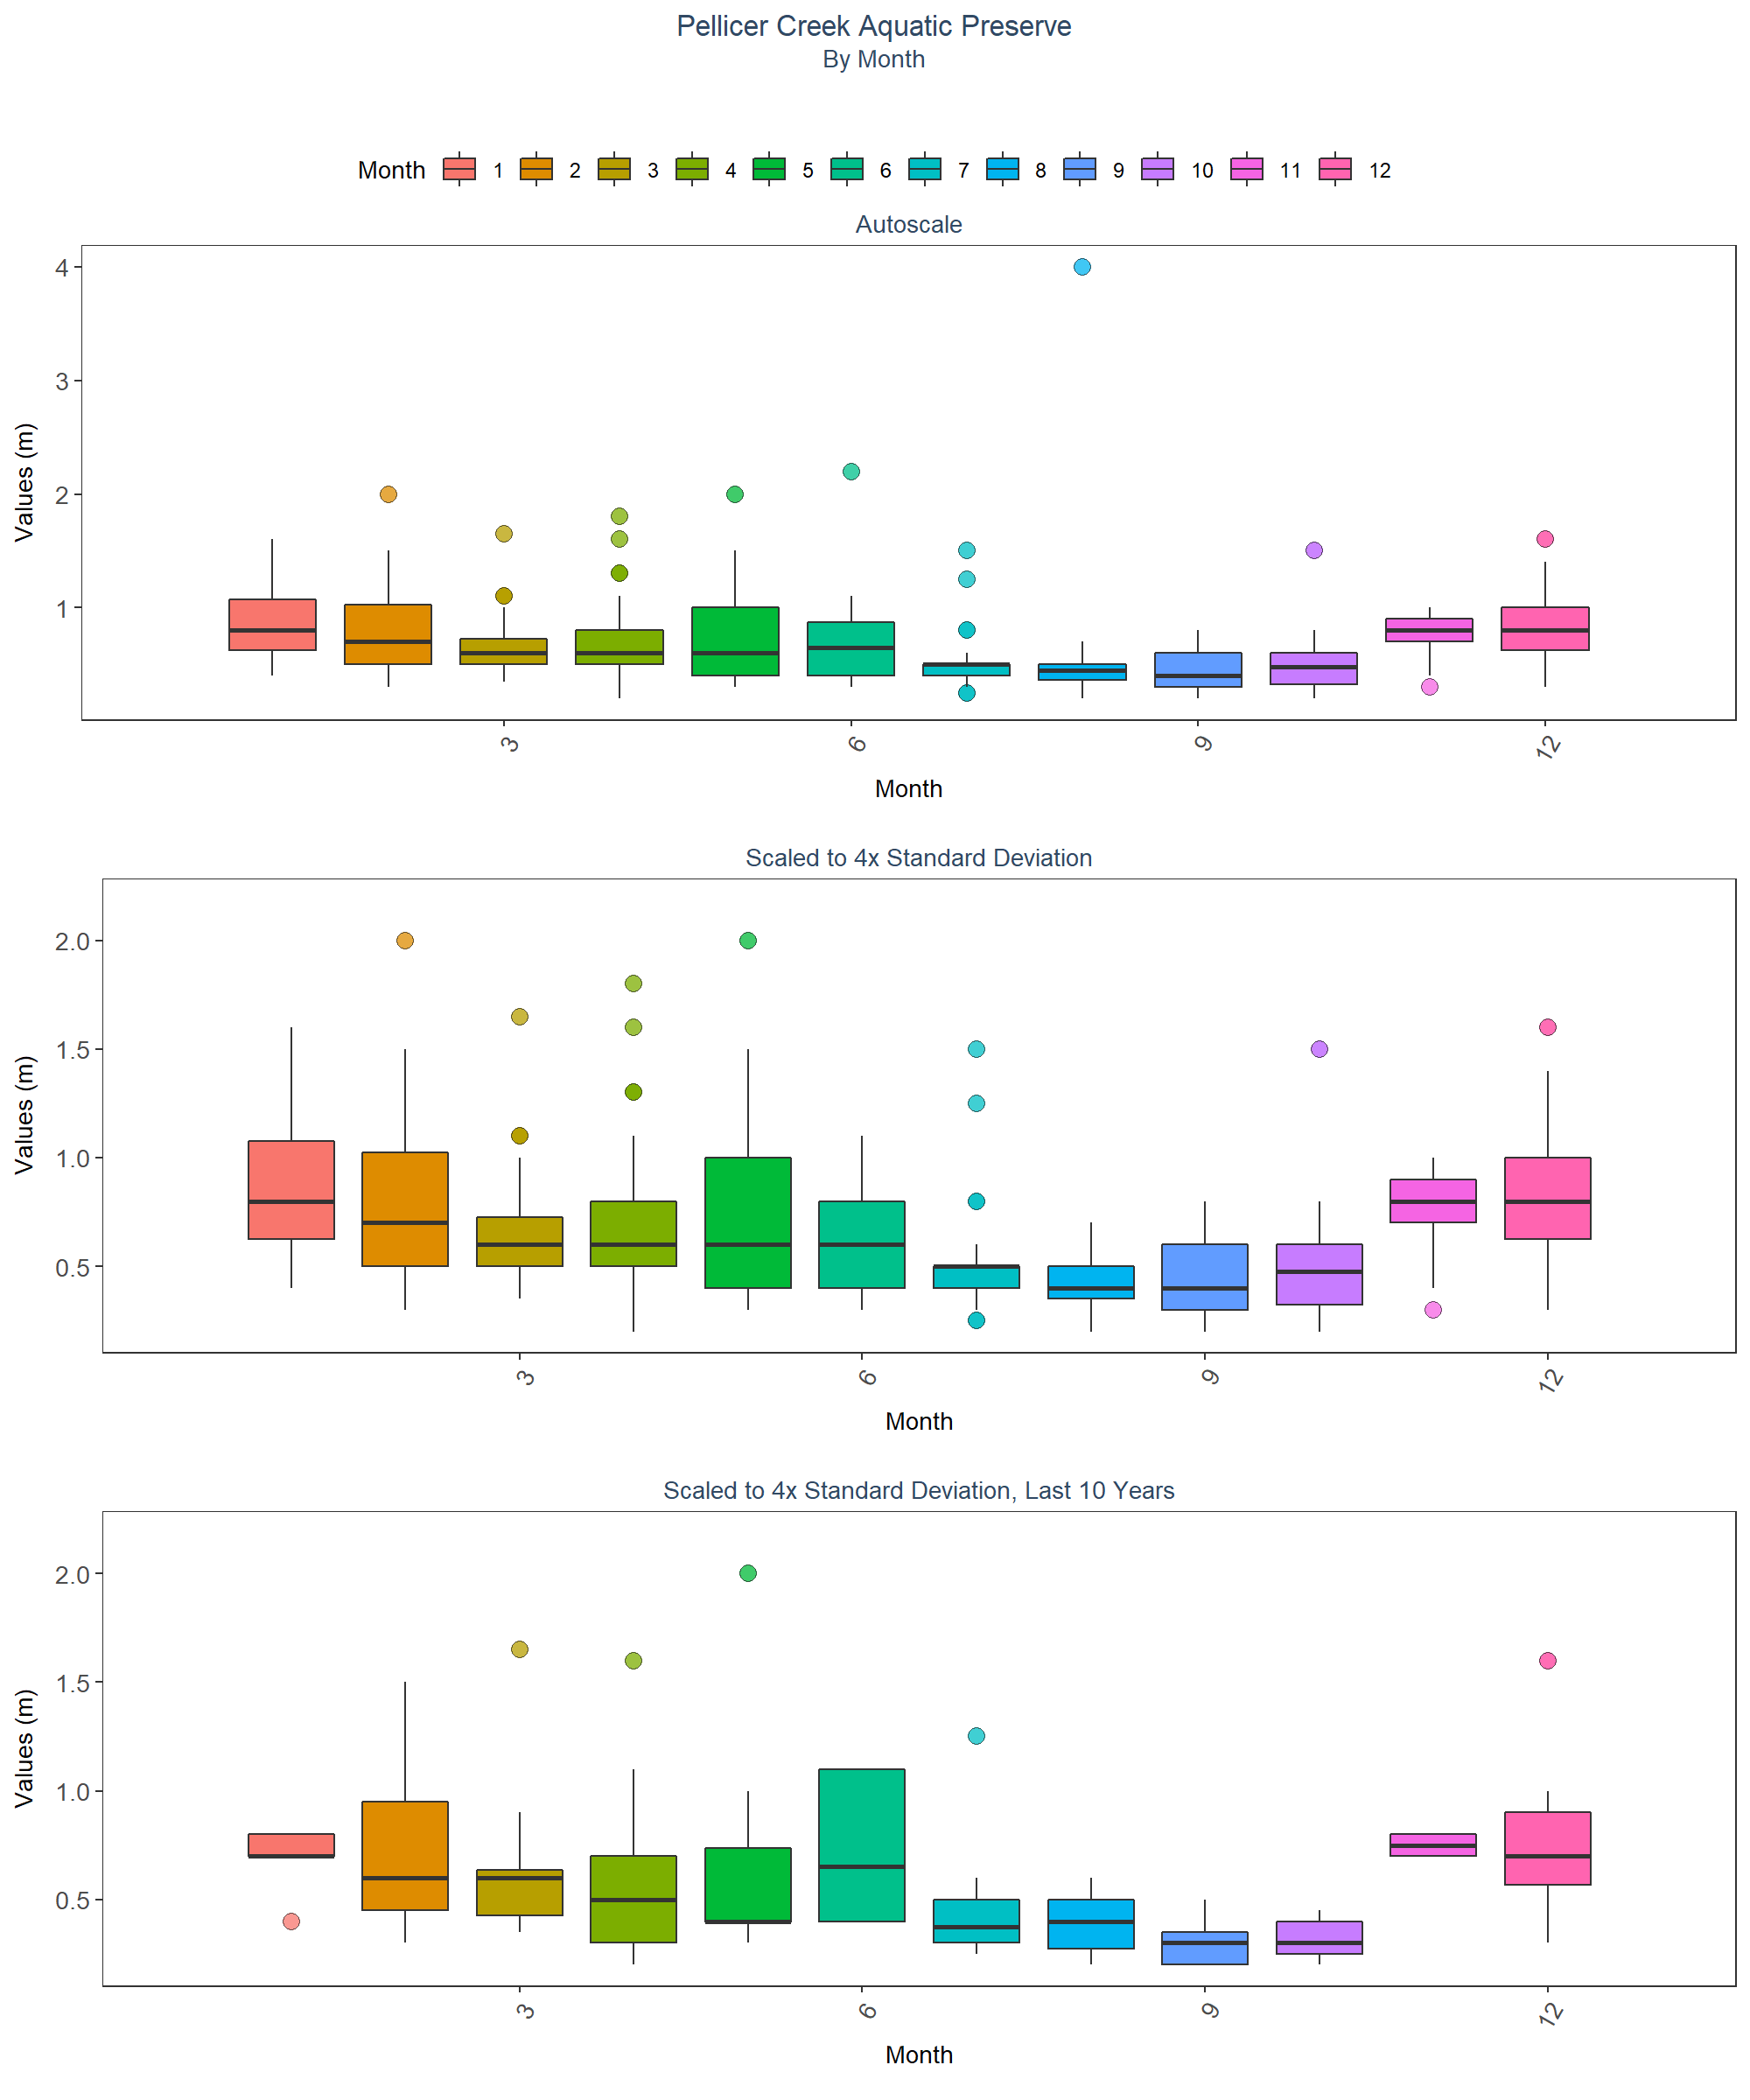 Pellicer Creek Aquatic Preserve
By Month
Month 1 2 3 4 5 6 7 8 9 10 11 12
Autoscale
4
3
2
1
Values (m)
3 6 9 12
Month
Scaled to 4x Standard Deviation
2.0
1.5
1.0
0.5
Values (m)
3 6 9 12
Month
Scaled to 4x Standard Deviation, Last 10 Years
2.0
1.5
1.0
0.5
Values (m)
3 6 9 12
Month